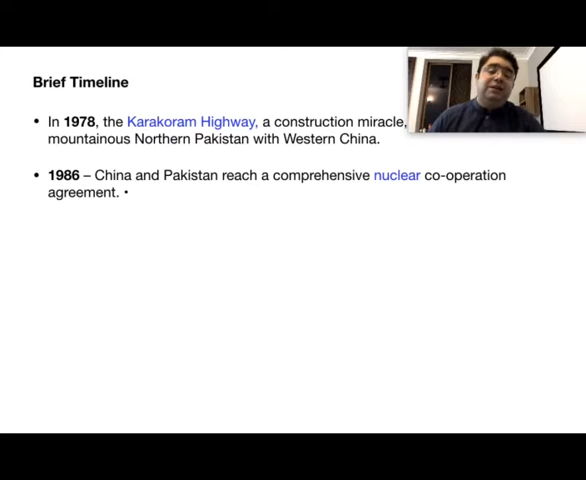 Brief Timeline
• In 1978, the Karakoram Highway, a construction miracle,
mountainous Northern Pakistan with Western China.
• 1986 – China and Pakistan reach a comprehensive nuclear co-operation
agreement. •